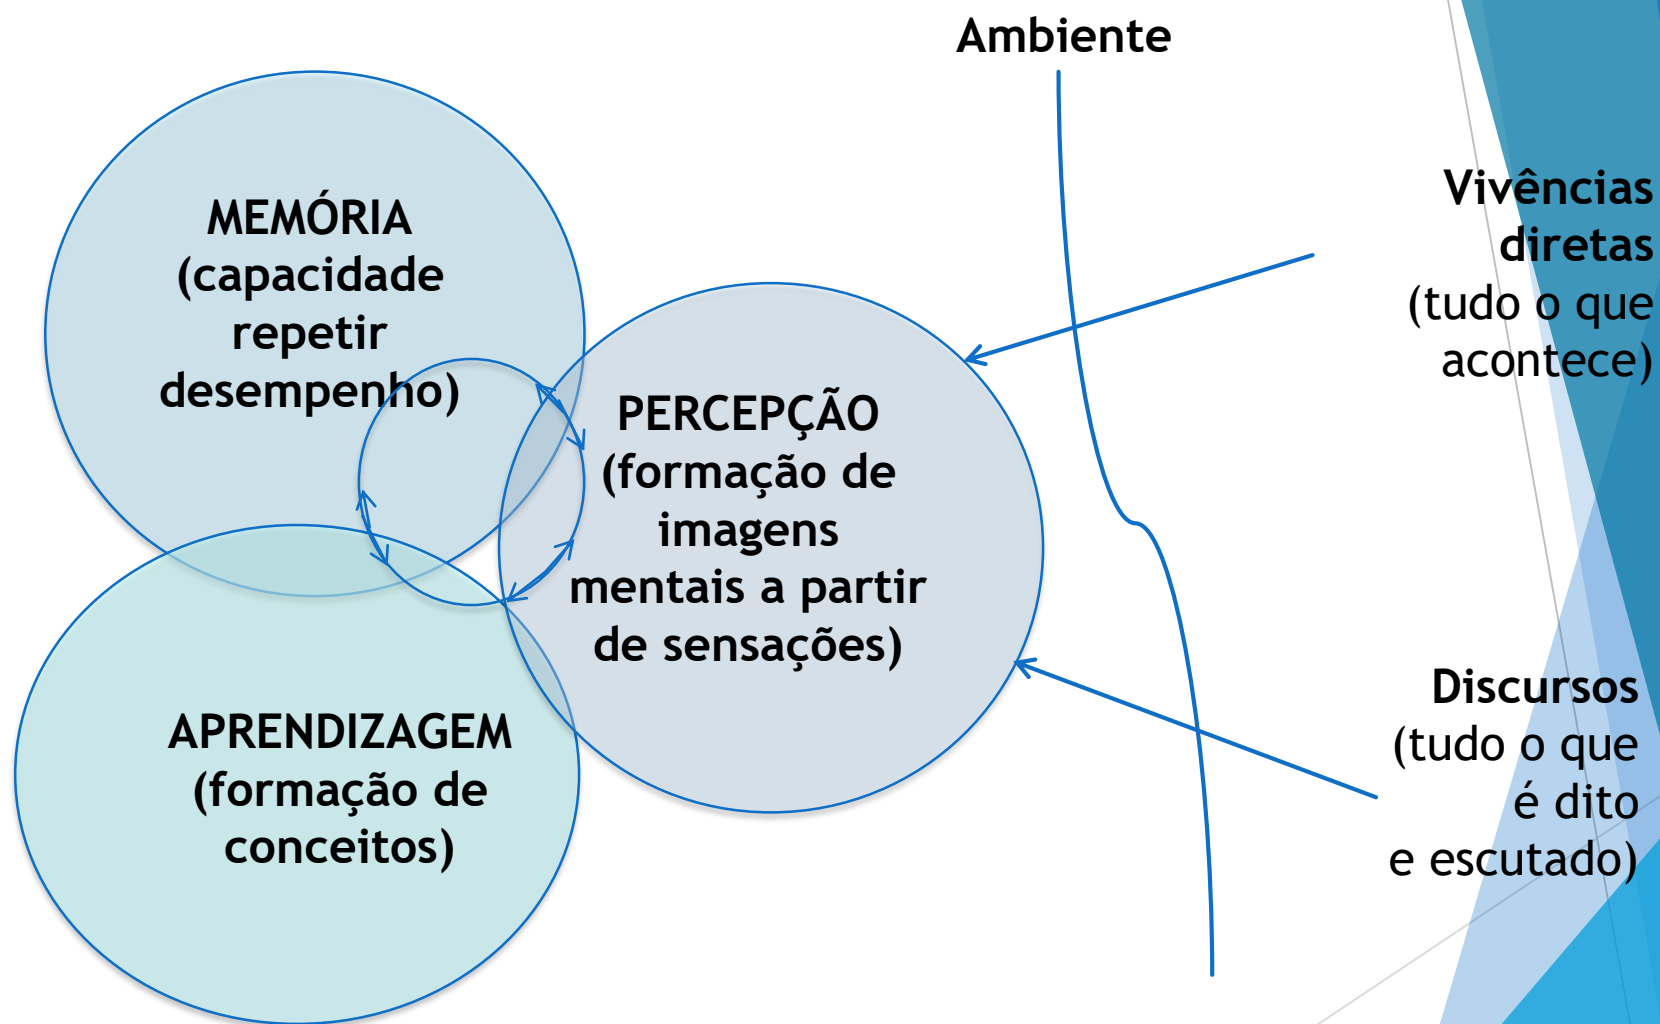 Ambiente
MEMÓRIA
(capacidade
repetir
desempenho)
PERCEPÇÃO
(formação de
imagens
mentais a partir
de sensações)
APRENDIZAGEM
(formação de
conceitos)
Vivências
diretas
(tudo o que
acontece)
Discursos
(tudo o que
é dito
e escutado)